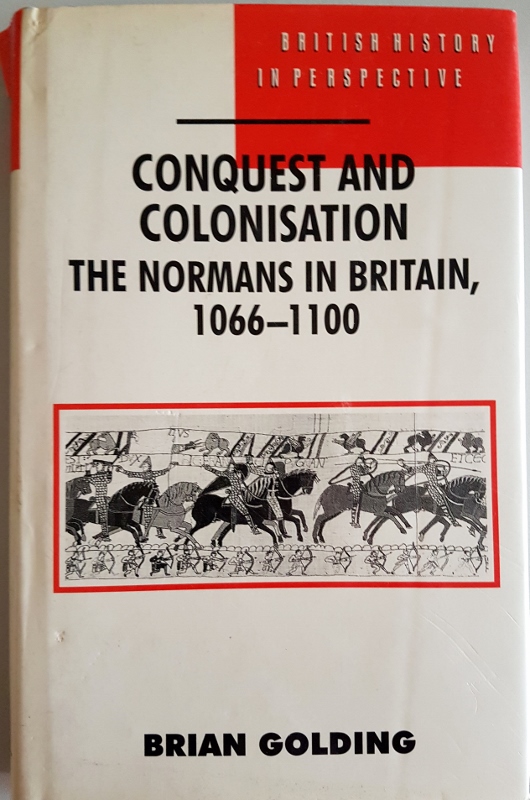 BRITISH HISTORY
IN PERSPECTIVE
CONQUEST AND
COLONISATION
THE NORMANS IN BRITAIN,
1066–1100
BRIAN GOLDING